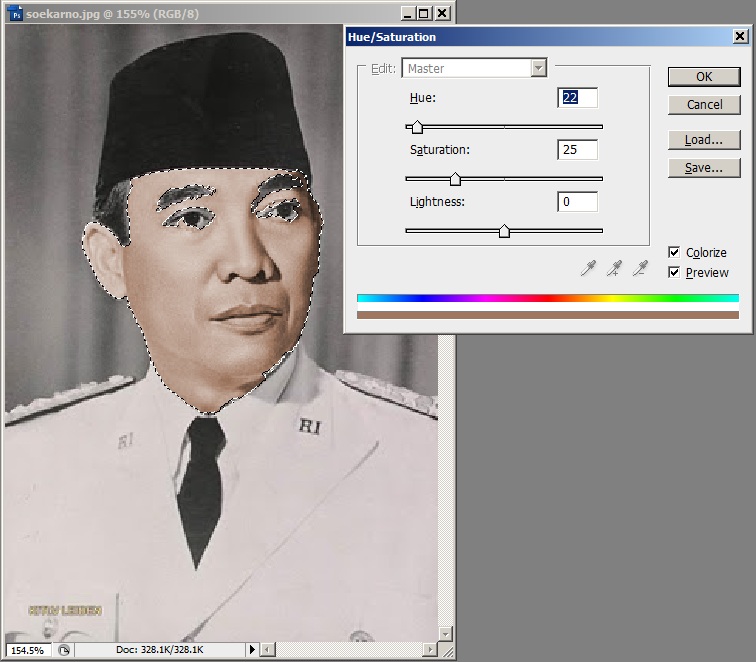 soekarno.jpg @ 155% (RGB/8)
Hue/Saturation
Edit: Master
Hue: 22
Saturation: 25
Lightness: 0
OK
Cancel
Load...
Save...
Colorize
Preview
RI
RI
KITLV LEIDEN
154.5%
Doc: 328.1K/328.1K